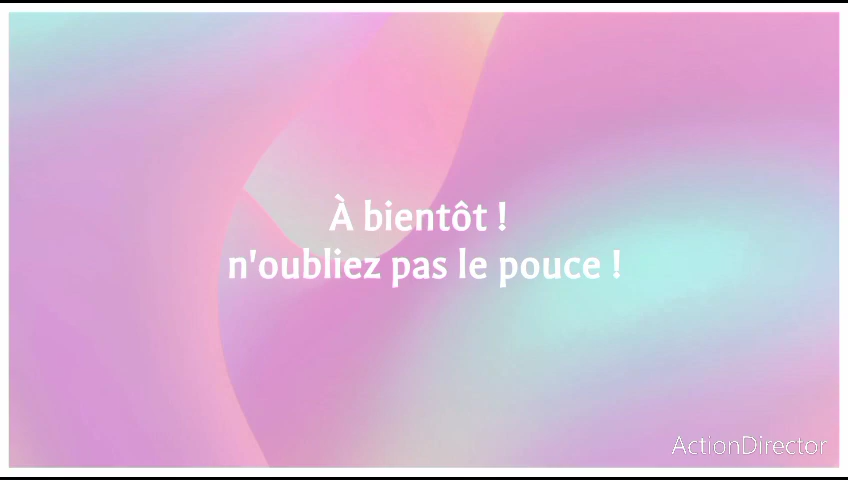 À bientôt !
n'oubliez pas le pouce !
ActionDirector